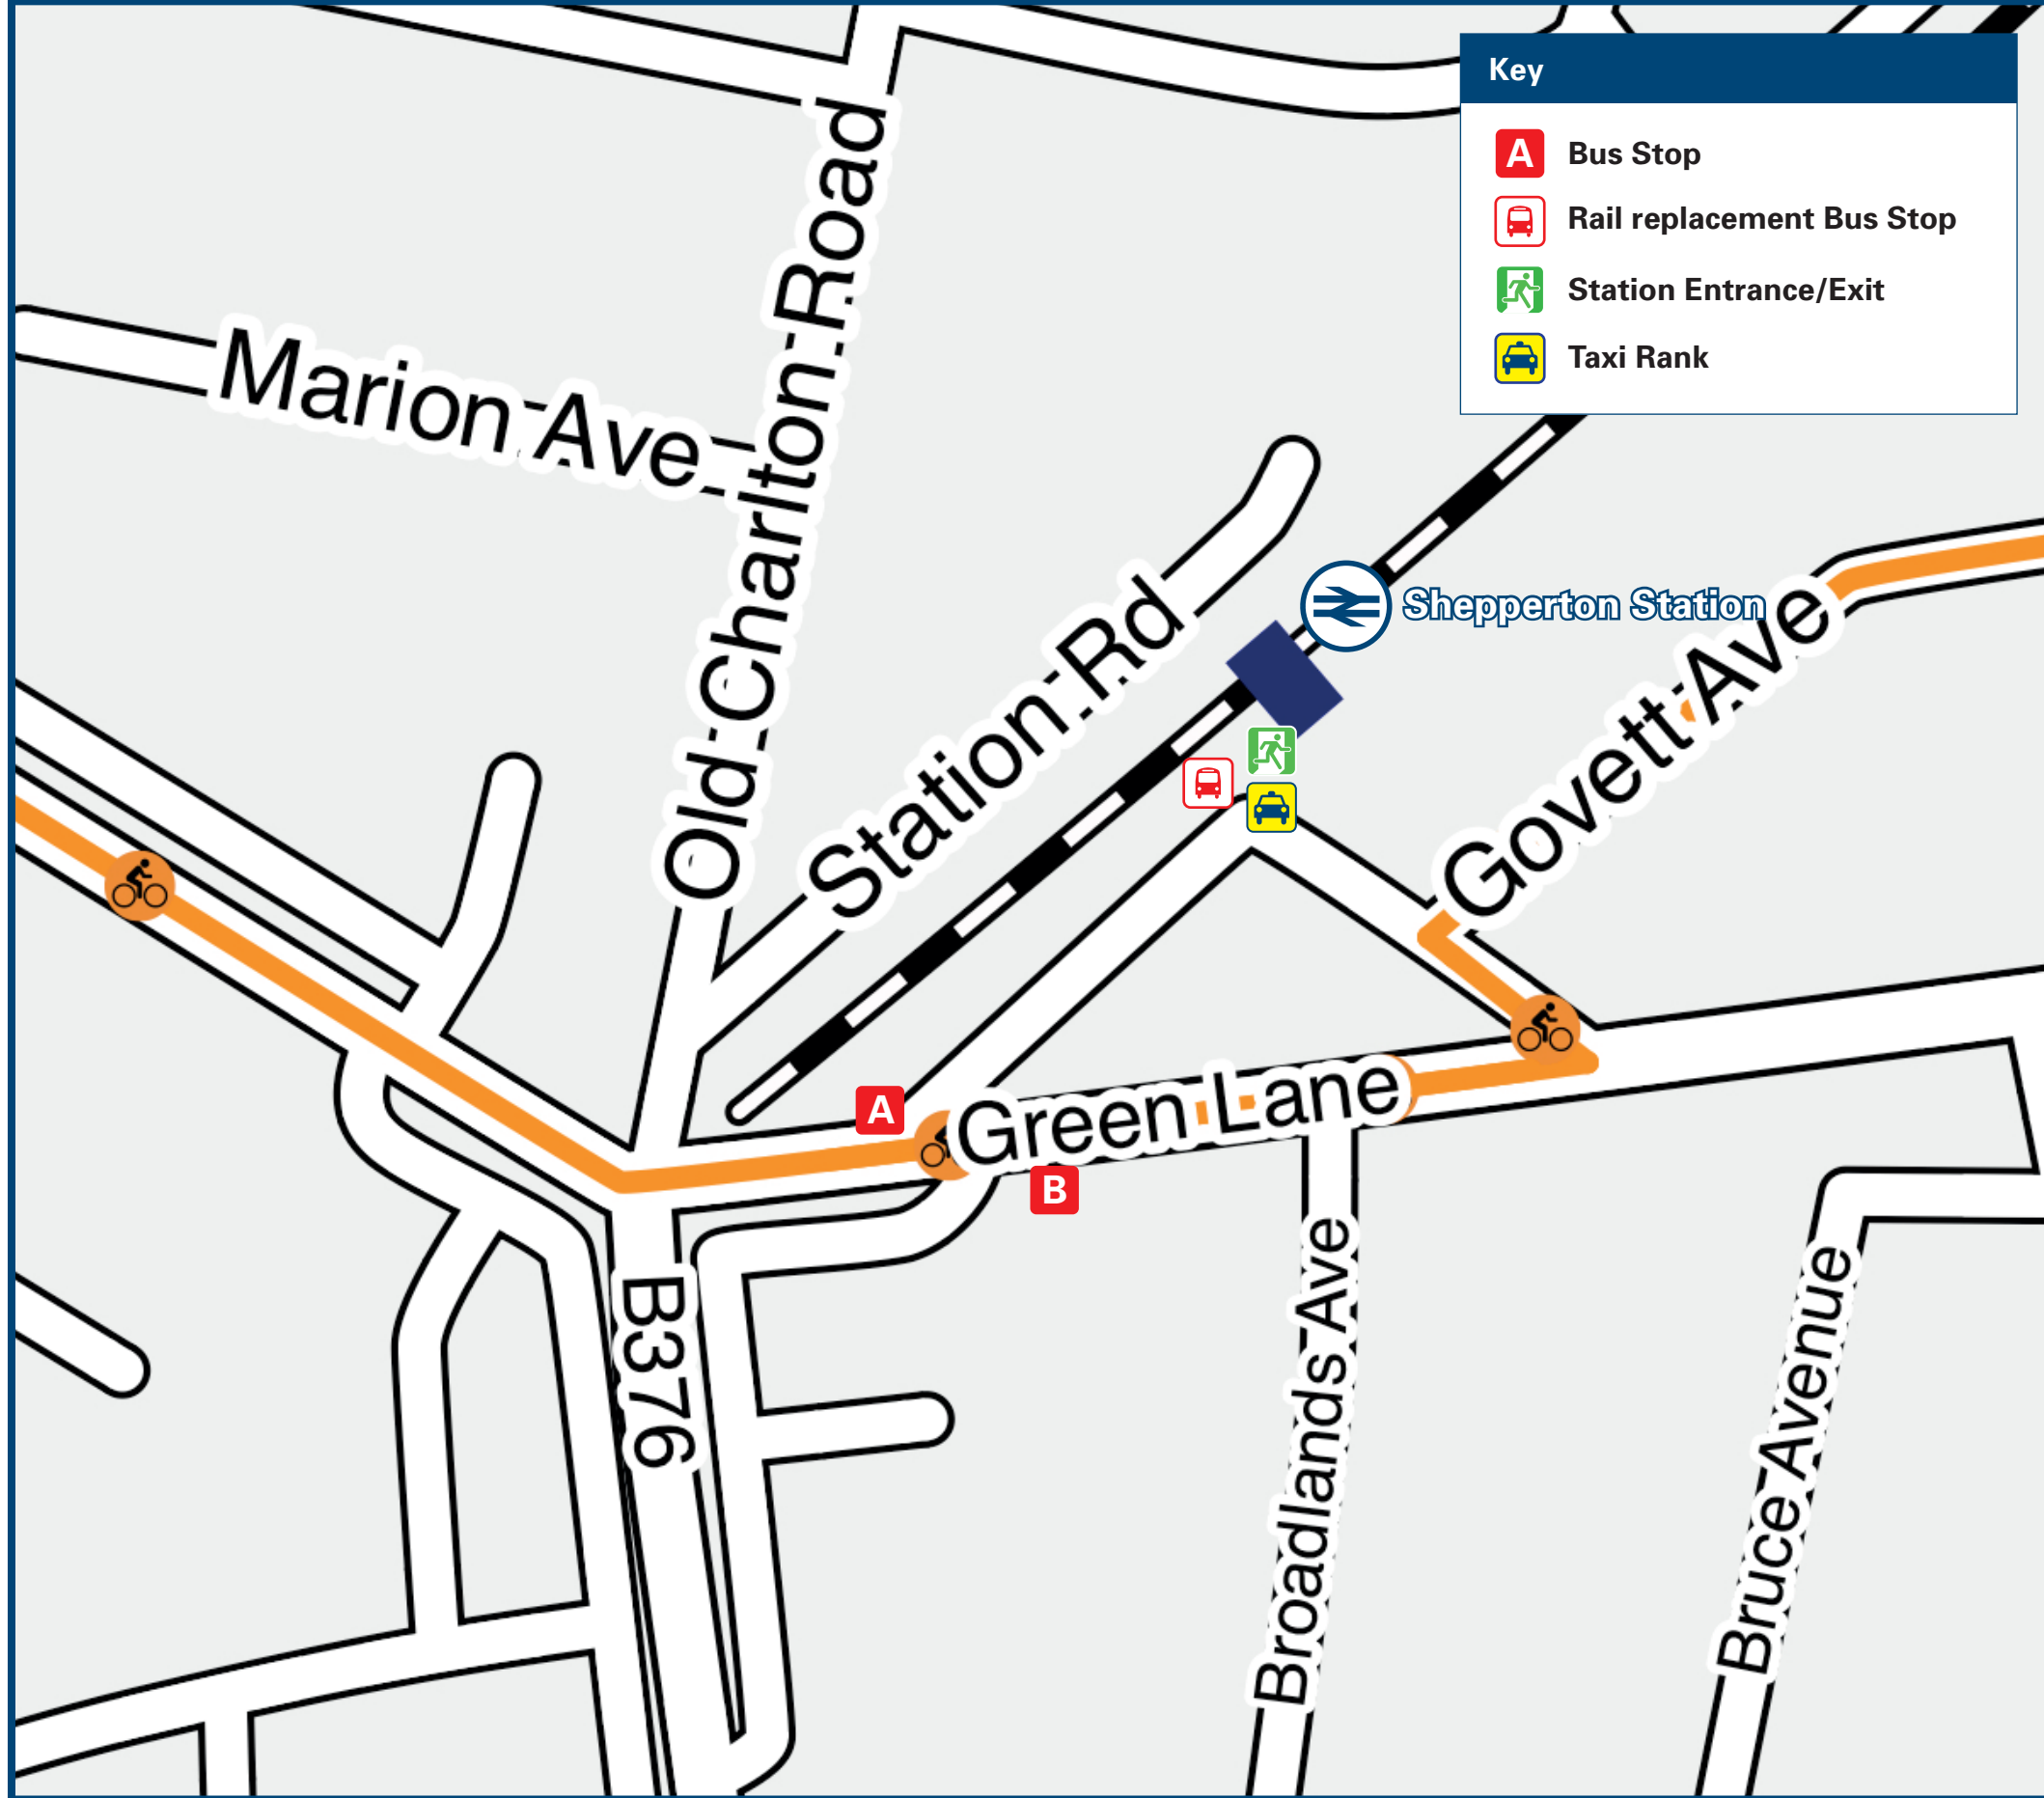 Key
A Bus Stop
Rail replacement Bus Stop
Station Entrance/Exit
Taxi Rank
Old Charlton Road
Marion Ave
Station Rd
Shepperton Station
Govett Ave
A
Green Lane
B
B376
Broadlands Ave
Bruce Avenue